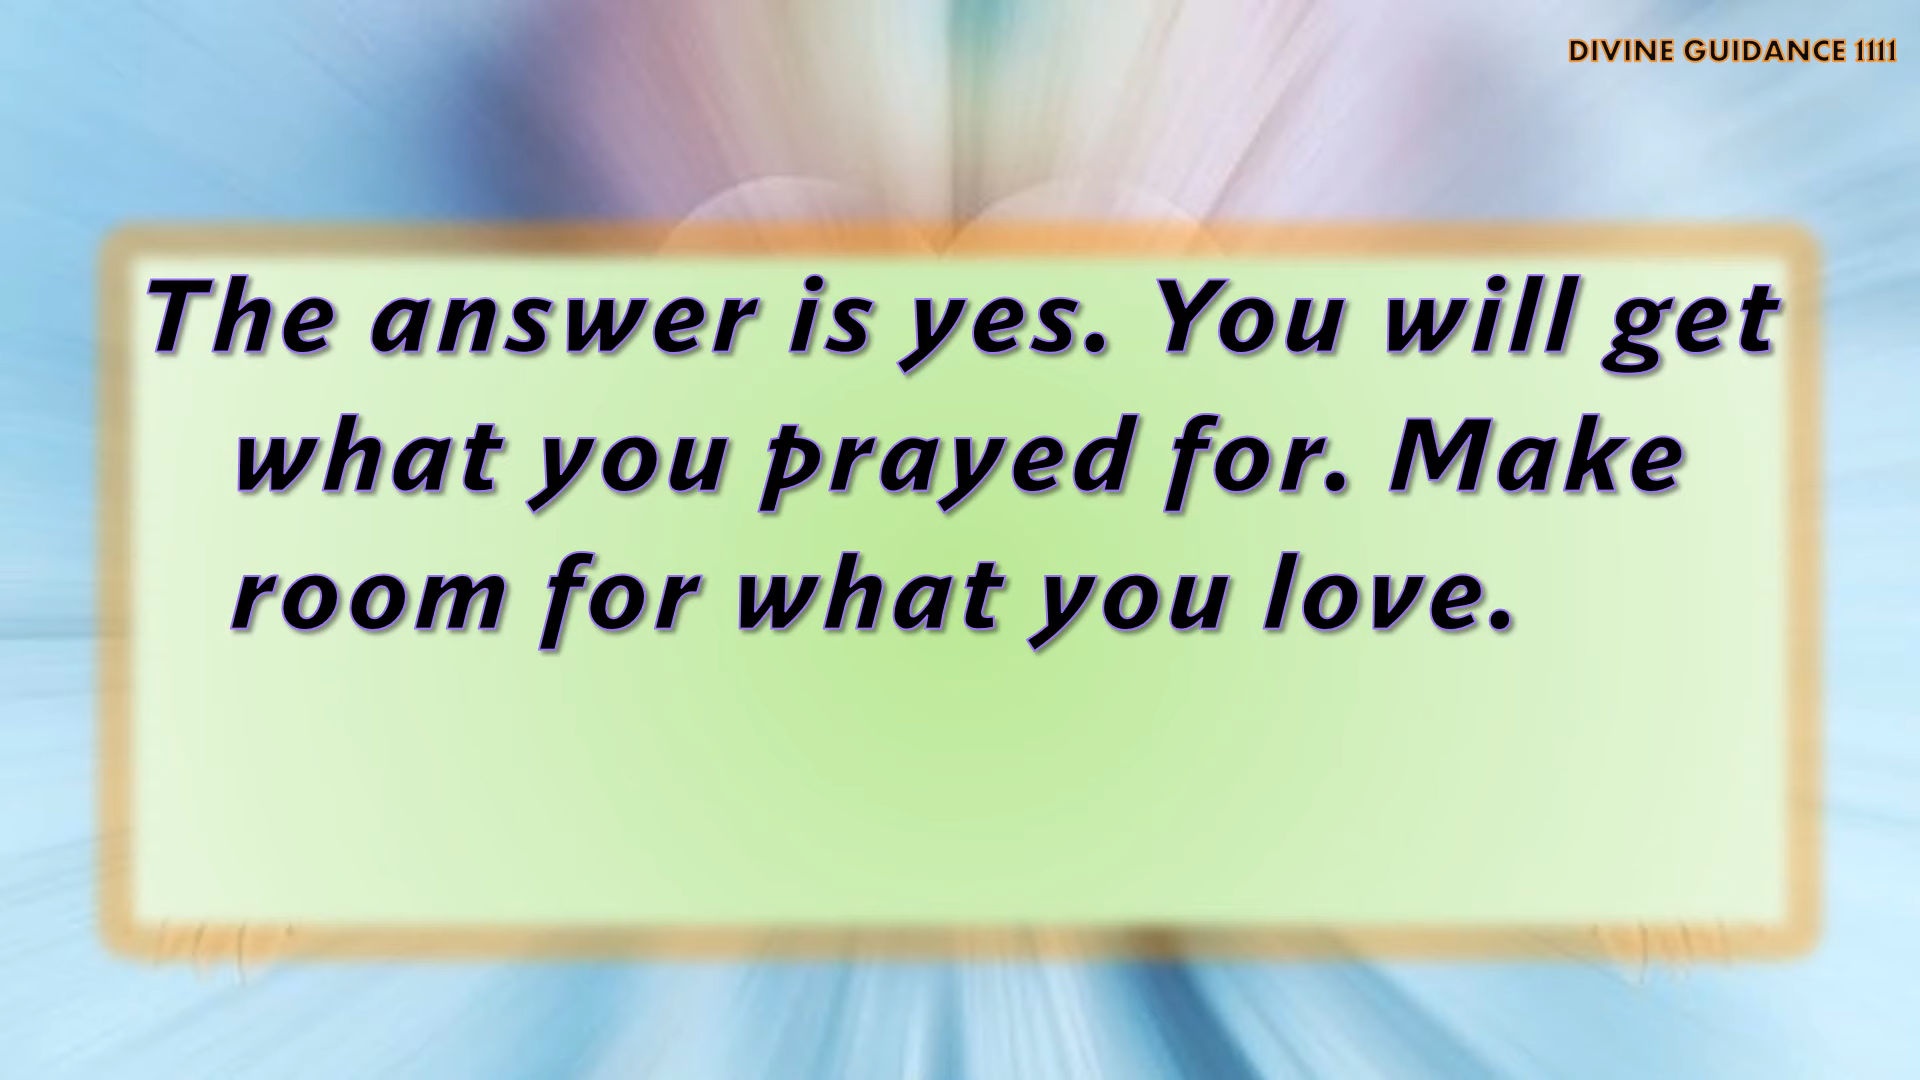 DIVINE GUIDANCE 1111
The answer is yes. You will get
what you prayed for. Make
room for what you love.